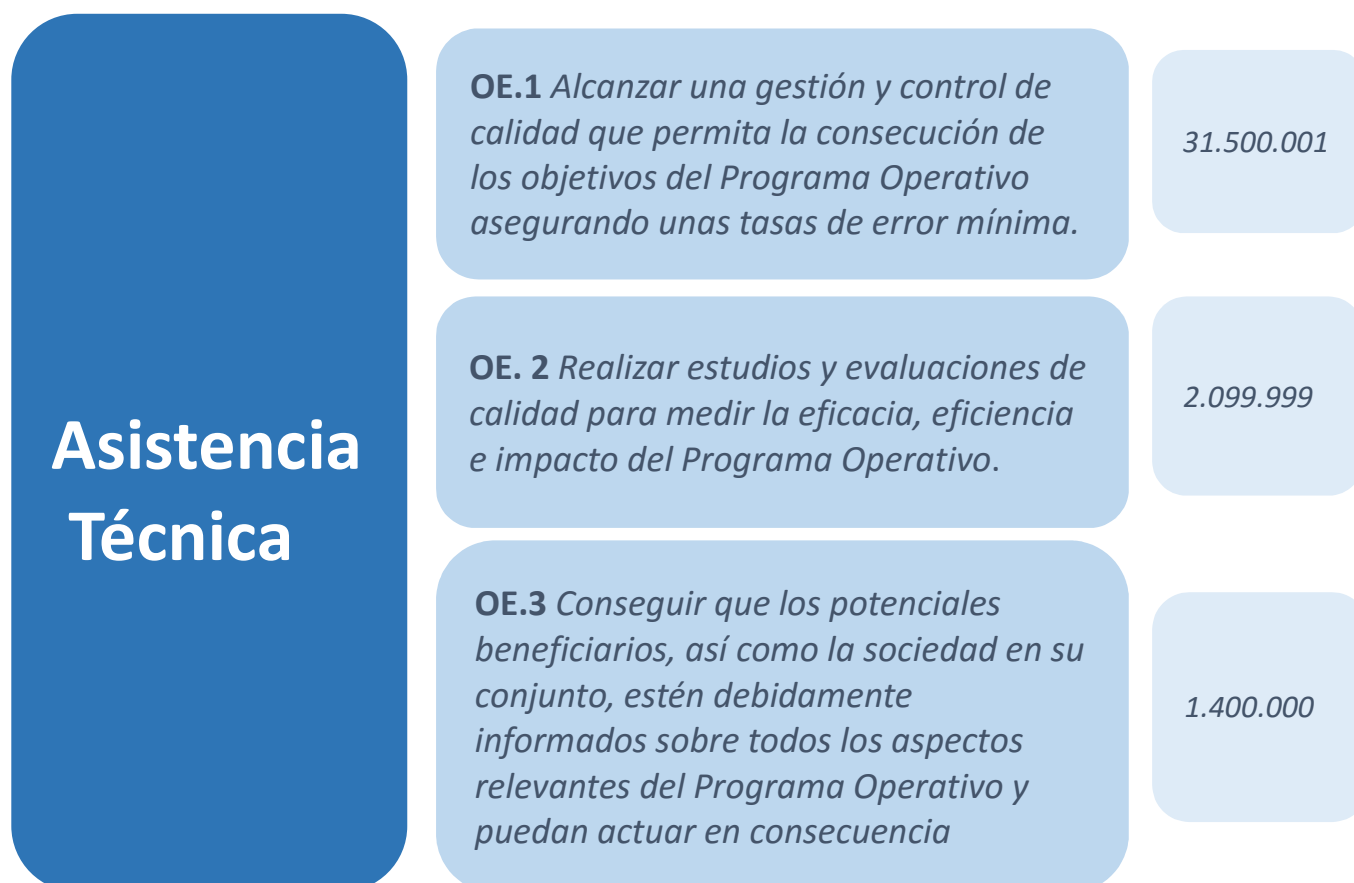 Asistencia
Técnica
OE.1 Alcanzar una gestión y control de
calidad que permita la consecución de
los objetivos del Programa Operativo
asegurando unas tasas de error mínima.
31.500.001
OE. 2 Realizar estudios y evaluaciones de
calidad para medir la eficacia, eficiencia
e impacto del Programa Operativo.
2.099.999
OE.3 Conseguir que los potenciales
beneficiarios, así como la sociedad en su
conjunto, estén debidamente
informados sobre todos los aspectos
relevantes del Programa Operativo y
puedan actuar en consecuencia
1.400.000